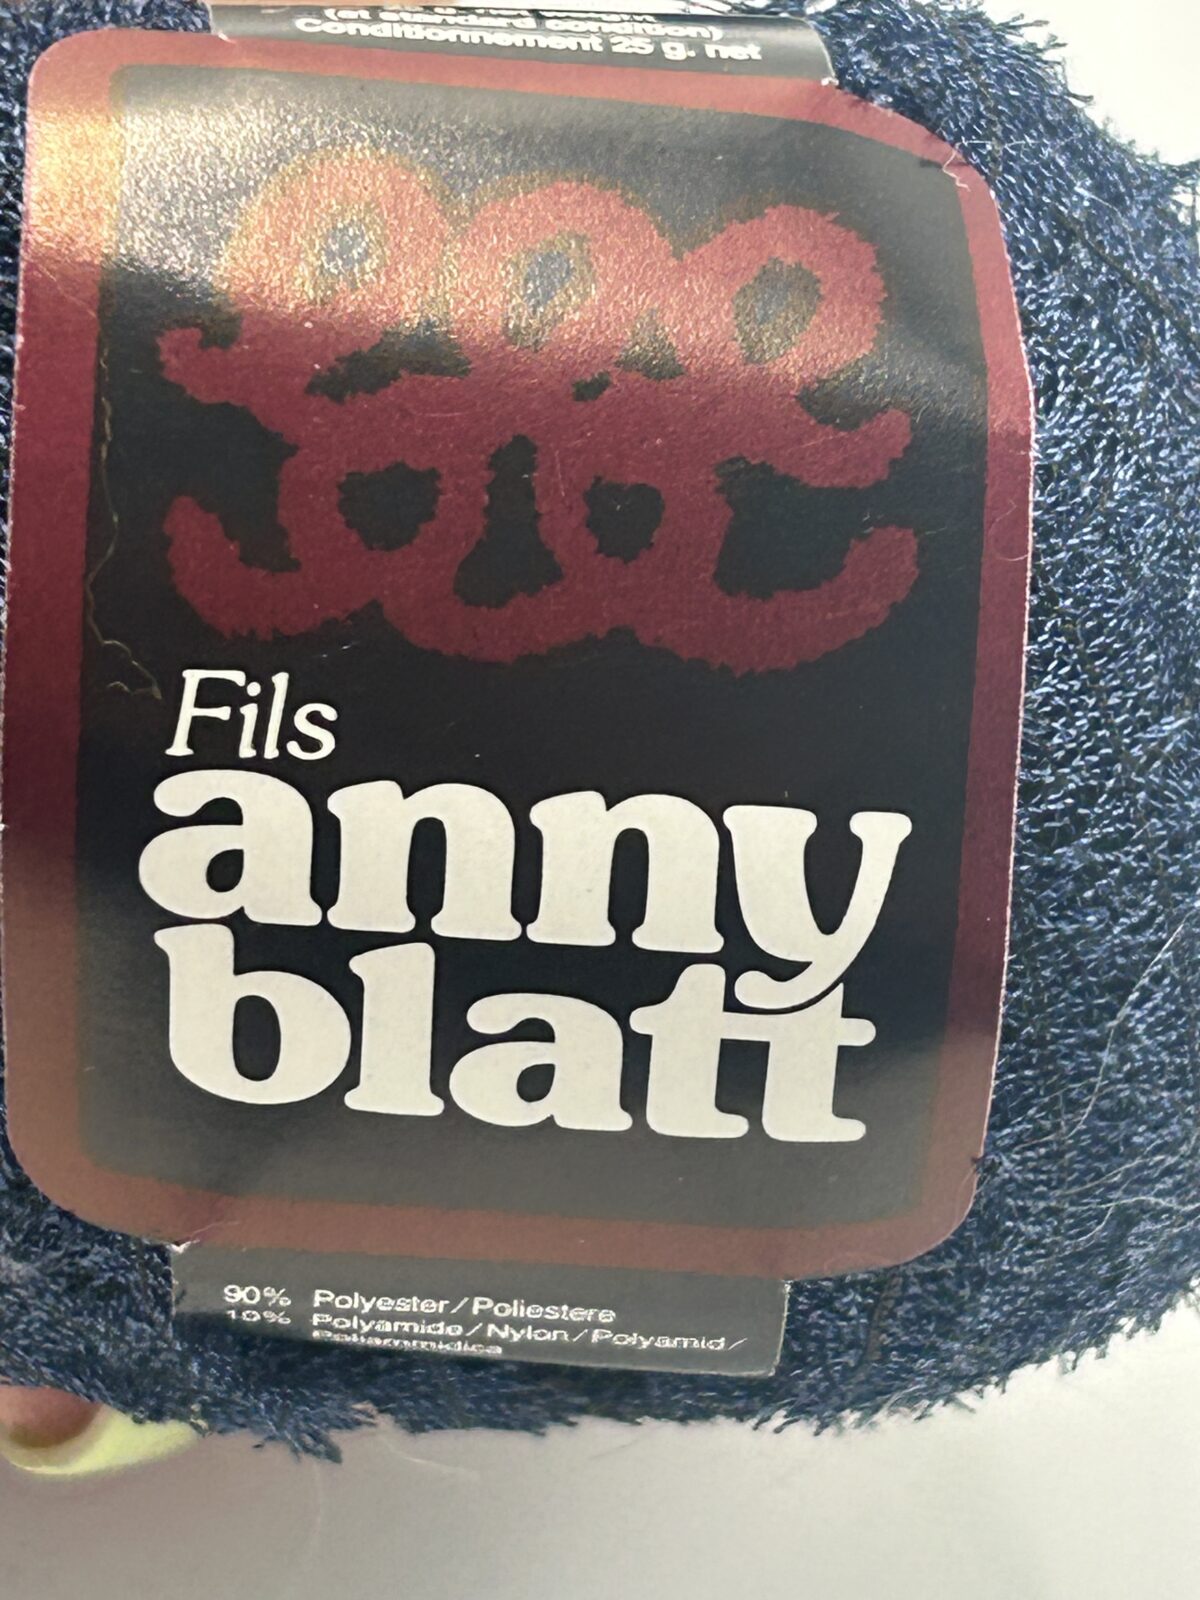 (at standard condition)
Conditionnement 25 g. net
Fils
anny
blatt
90% Polyester/Poliestere
10% Polyamide/Nylon/Polyamid/